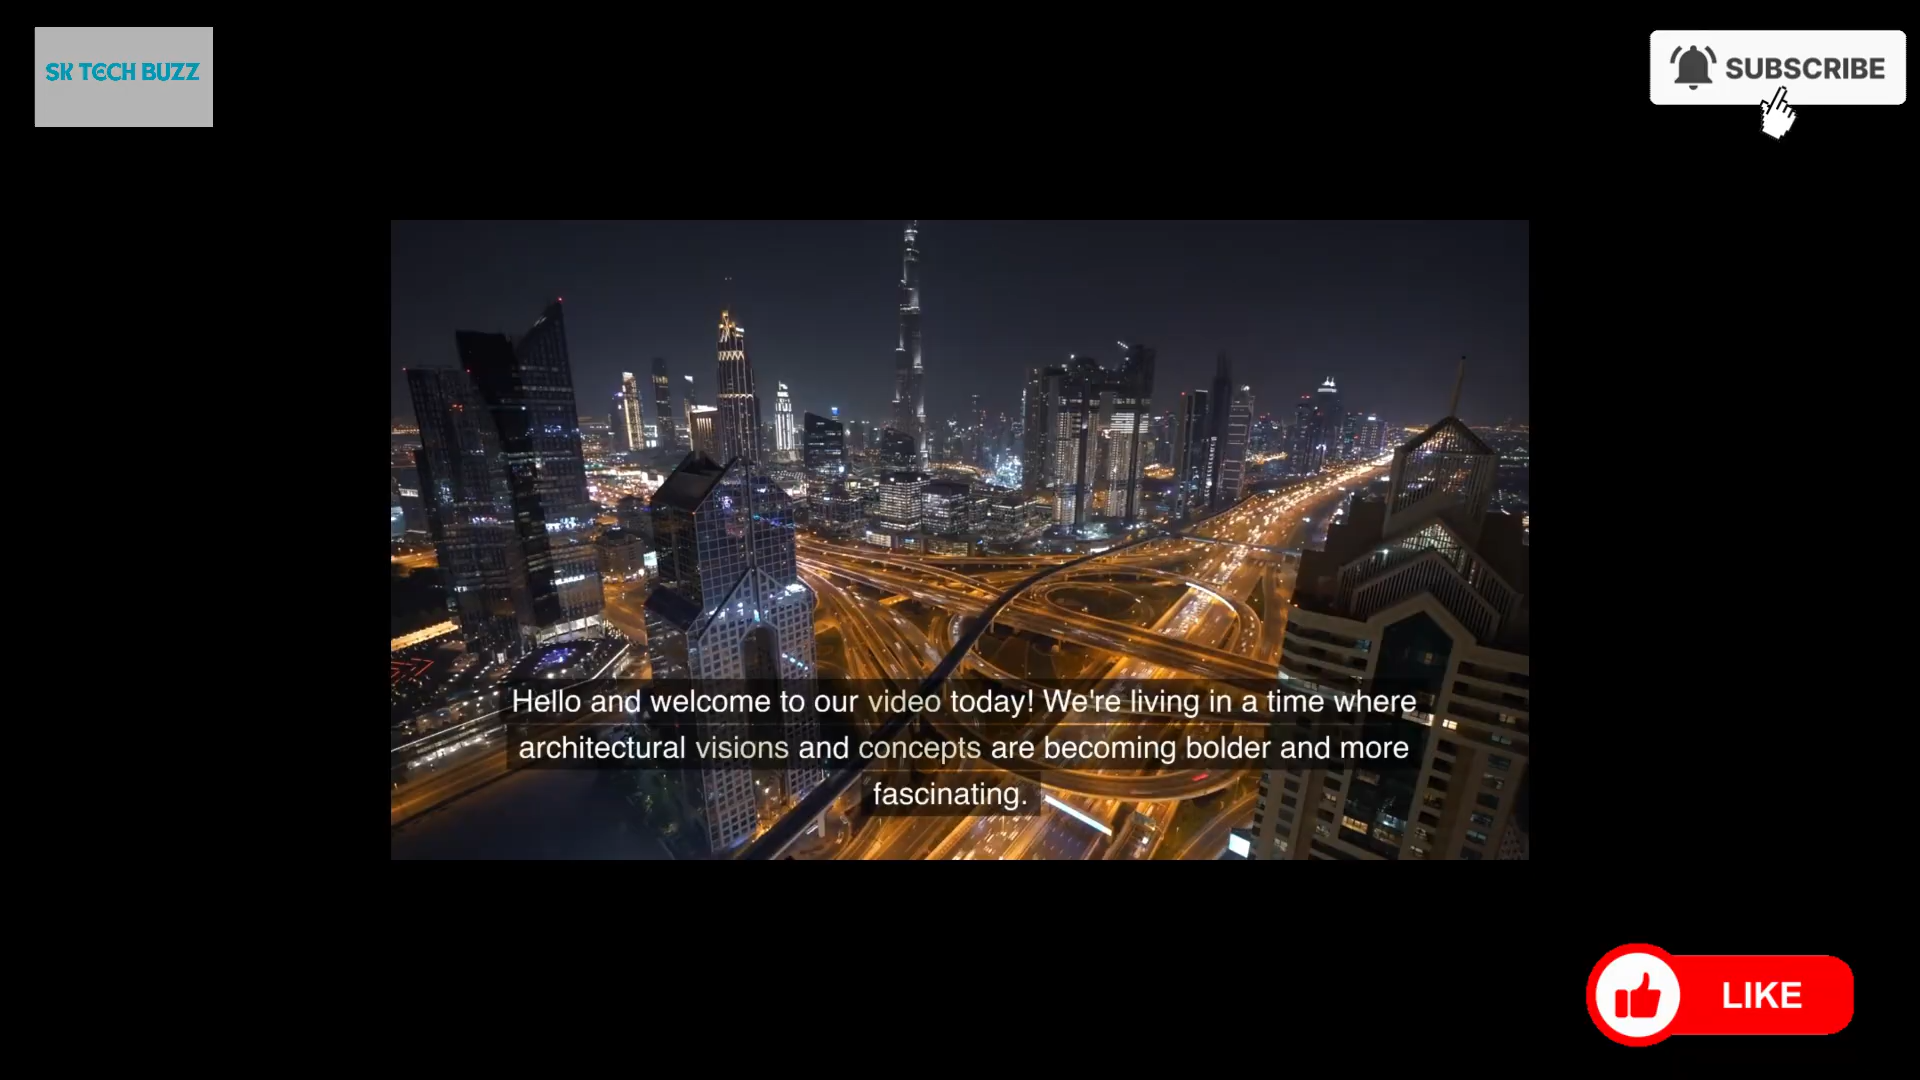 SK TECH BUZZ
SUBSCRIBE
Hello and welcome to our video today! We're living in a time where
architectural visions and concepts are becoming bolder and more
fascinating.
LIKE